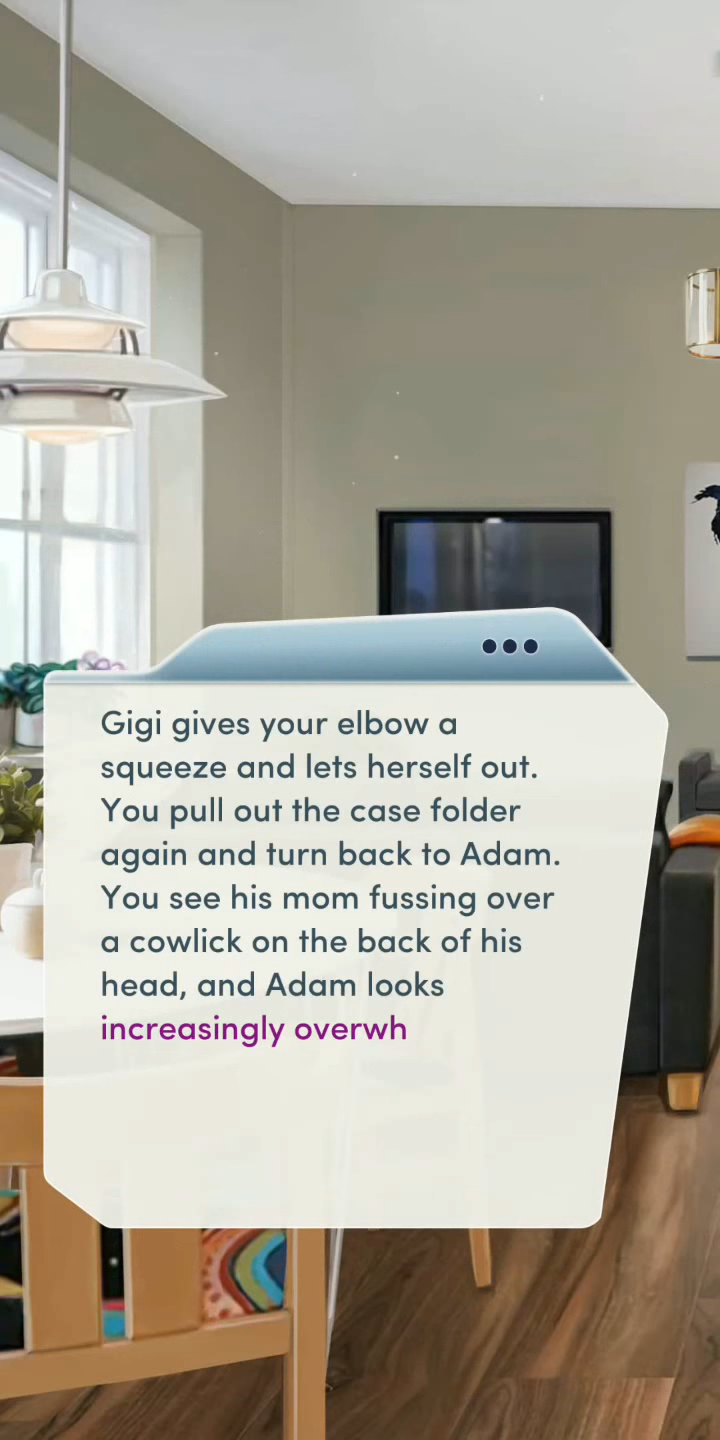 Gigi gives your elbow a
squeeze and lets herself out.
You pull out the case folder
again and turn back to Adam.
You see his mom fussing over
a cowlick on the back of his
head, and Adam looks
increasingly overwh